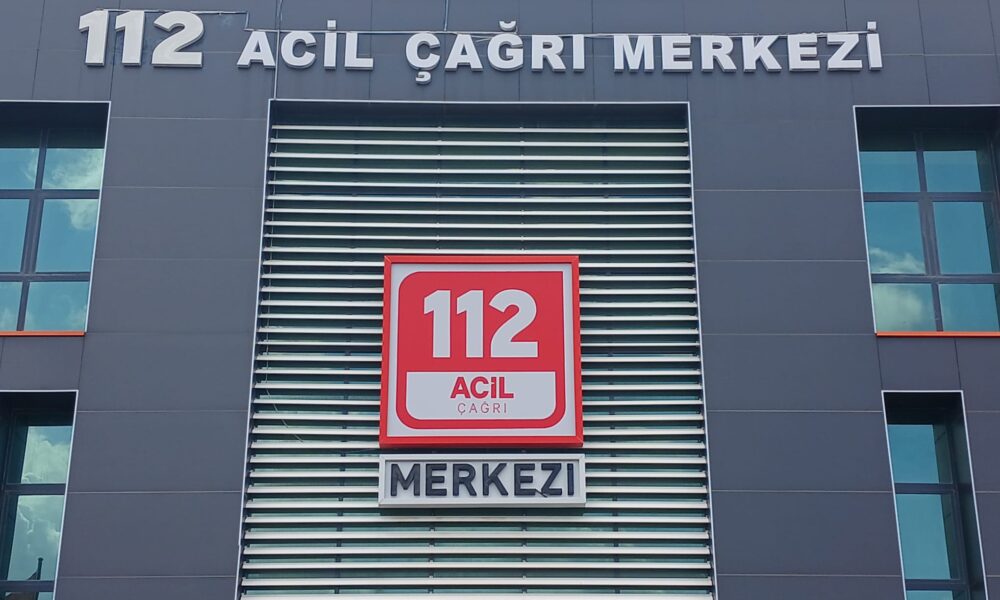 112 ACİL ÇAĞRI MERKEZİ
112
ACİL
ÇAĞRI
MERKEZI